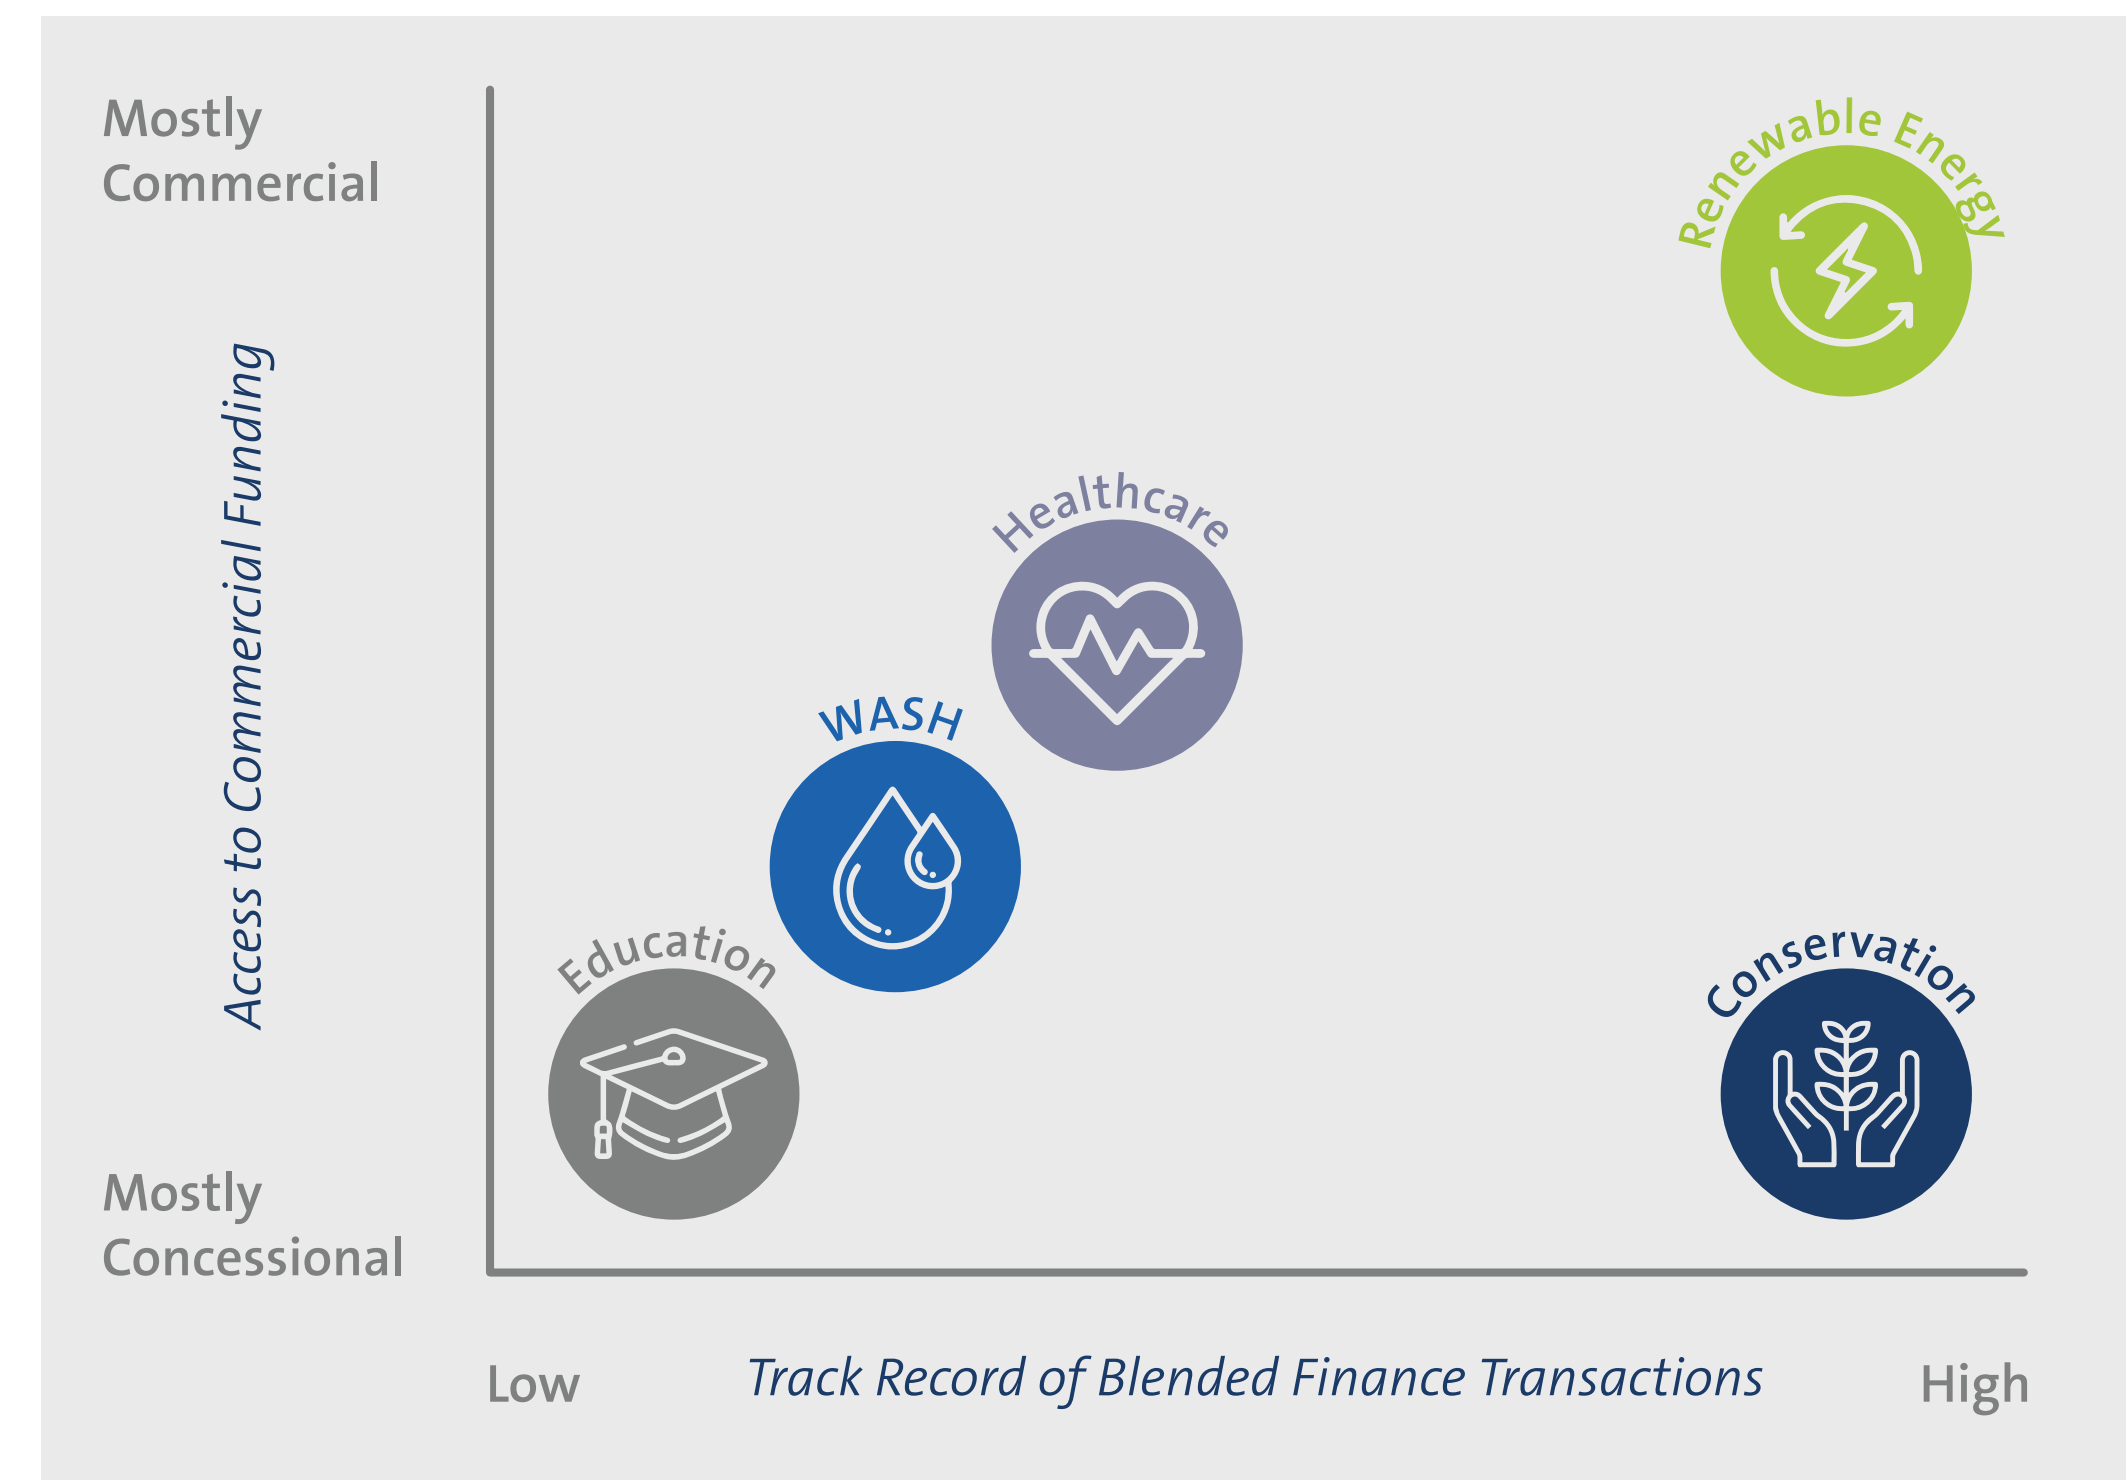 Mostly
Commercial
Renewable Energy
Access to Commercial Funding
Healthcare
WASH
Education
Conservation
Mostly
Concessional
Low
Track Record of Blended Finance Transactions
High